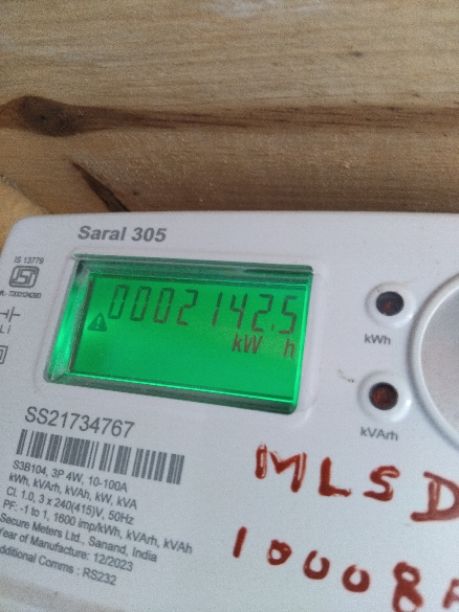 Saral 305
IS 13779
0002142.5
kW h
kWh
kVArh
SS21734767
S3B104, 3P 4W, 10-100A
kWh, kVArh, kVAh, kW, kVA
Cl. 1.0, 3 x 240(415)V, 50Hz
PF: -1 to 1, 1600 imp/kWh, kVArh, kVAh
Secure Meters Ltd., Sanand, India
Year of Manufacture: 12/2023
dditional Comms : RS232
MLSD
10008